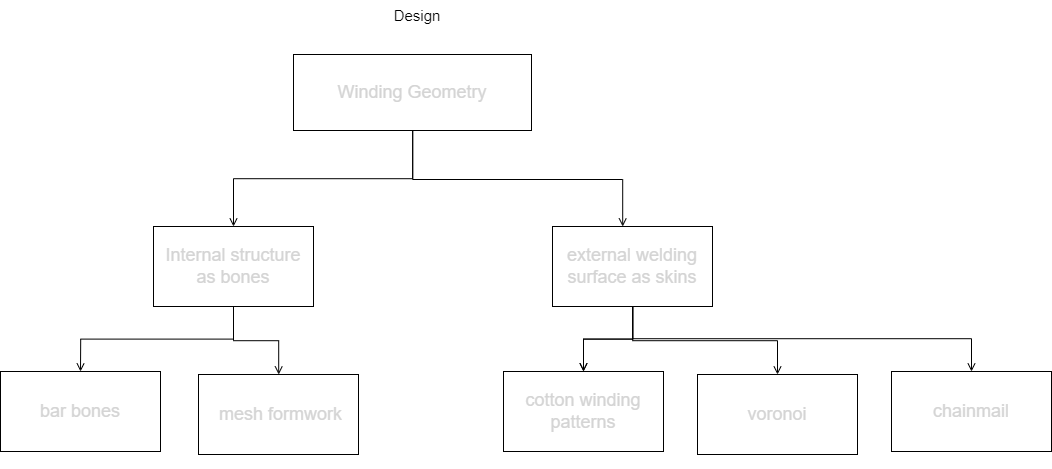 Design
Winding Geometry
Internal structure
as bones
external welding
surface as skins
bar bones
mesh formwork
cotton winding
patterns
voronoi
chainmail